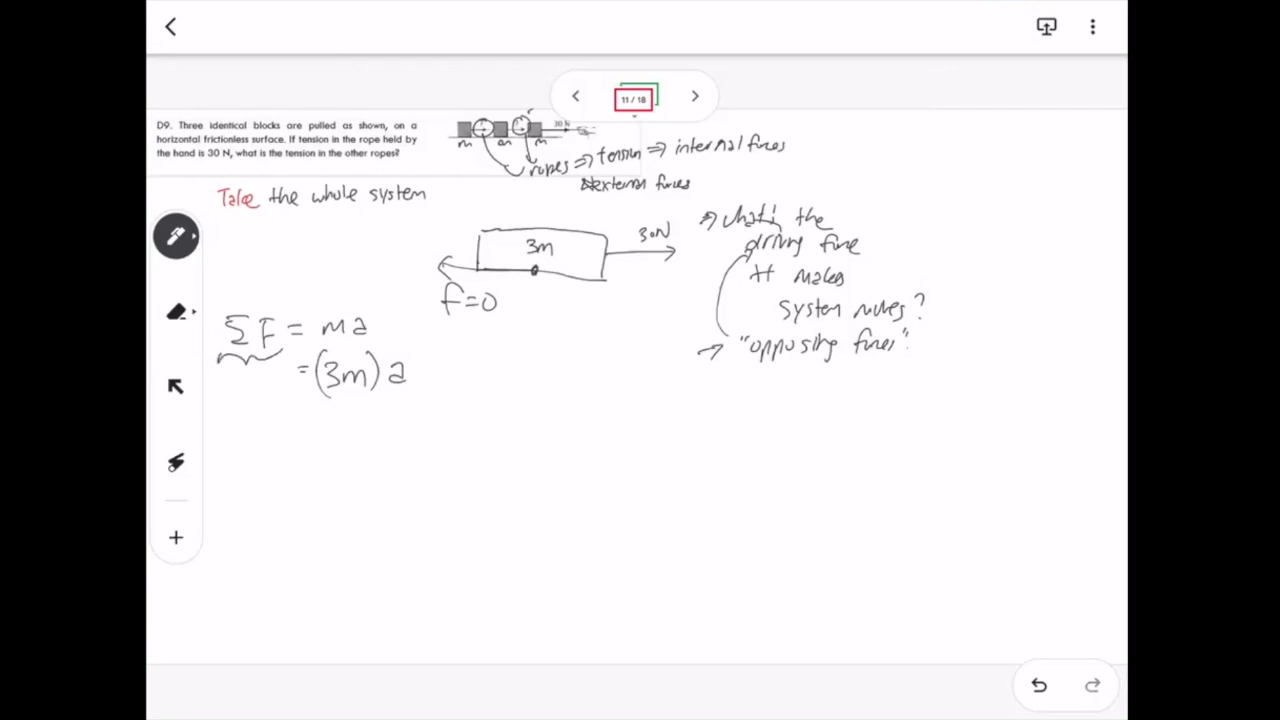 11 / 18
D9. Three identical blocks are pulled as shown, on a
horizontal frictionless surface. If tension in the rope held by
the hand is 30 N, what is the tension in the other ropes?
30 N
m m m
ropes ⇒ tension ⇒ internal forces
external forces
Take the whole system
3m
30N
f=0
⇒ what's the
driving force
tt makes
system moves?
→ "opposing forces".
ΣF = ma
= (3m) a